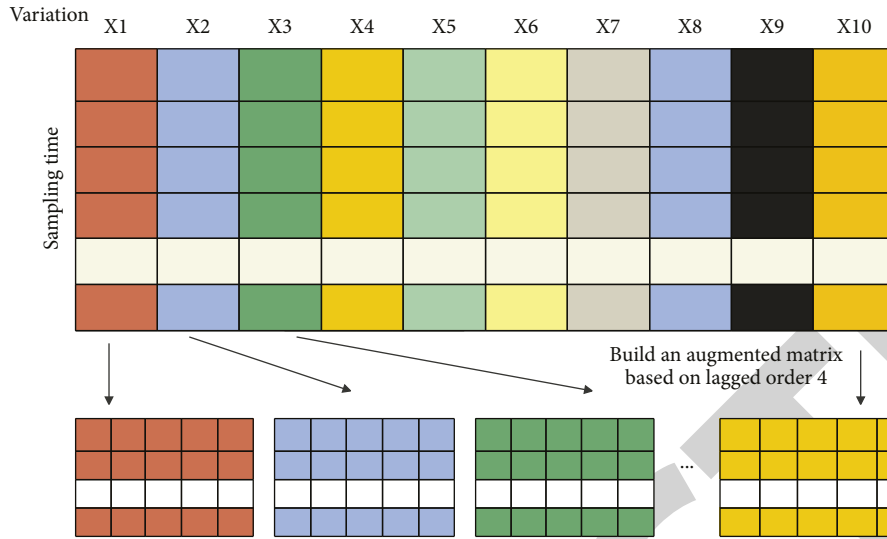 Variation
X1 X2 X3 X4 X5 X6 X7 X8 X9 X10
Sampling time
Build an augmented matrix
based on lagged order 4
...